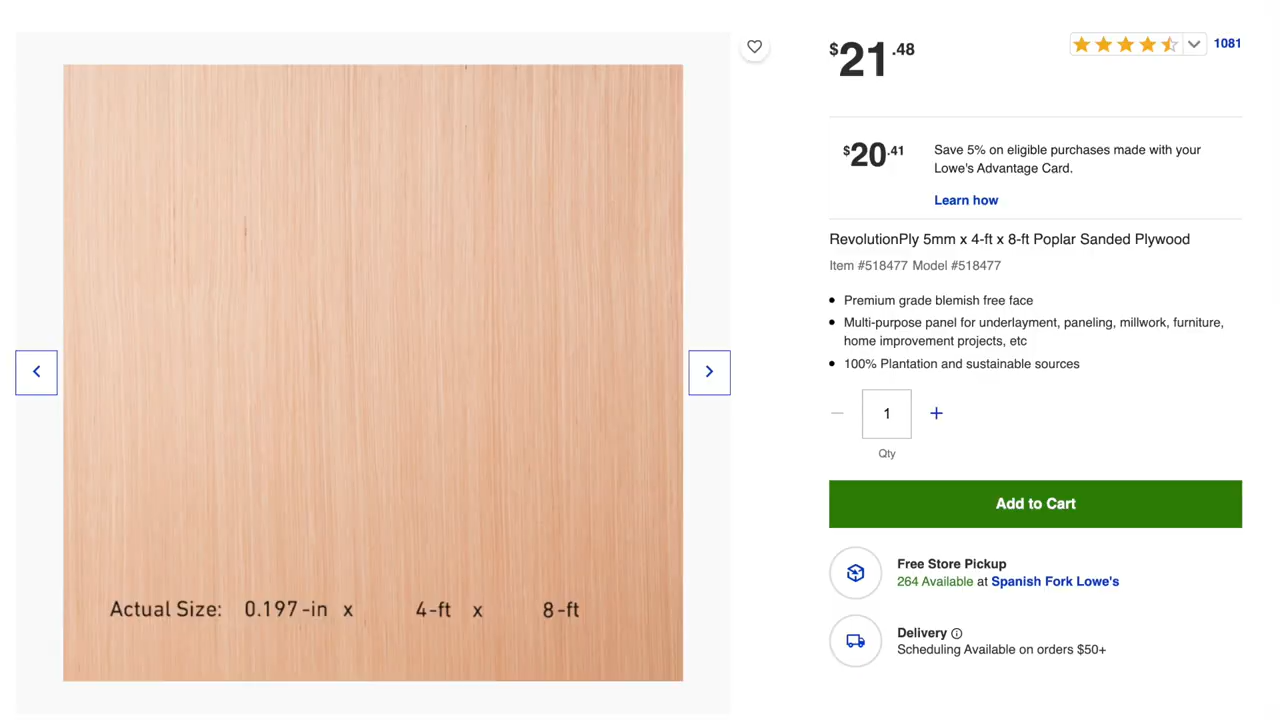 $21.48
1081
$20.41
Save 5% on eligible purchases made with your
Lowe's Advantage Card.
Learn how
RevolutionPly 5mm x 4-ft x 8-ft Poplar Sanded Plywood
Item #518477 Model #518477
Premium grade blemish free face
Multi-purpose panel for underlayment, paneling, millwork, furniture,
home improvement projects, etc
100% Plantation and sustainable sources
1
Qty
Add to Cart
Free Store Pickup
264 Available at Spanish Fork Lowe's
Delivery
Scheduling Available on orders $50+
Actual Size: 0.197-in x 4-ft x 8-ft